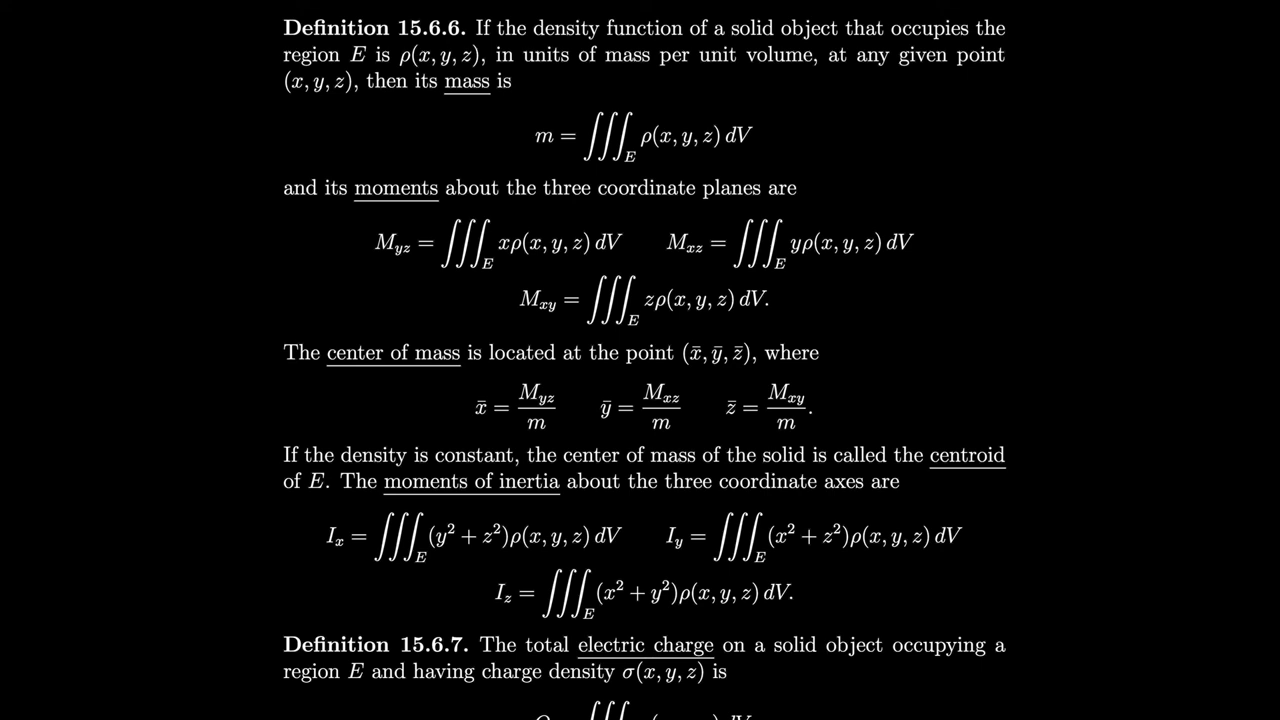 Definition 15.6.6. If the density function of a solid object that occupies the
region E is ρ(x, y, z), in units of mass per unit volume, at any given point
(x, y, z), then its mass is
m = ∭_E ρ(x, y, z) dV
and its moments about the three coordinate planes are
M_yz = ∭_E xρ(x, y, z) dV M_xz = ∭_E yρ(x, y, z) dV
M_xy = ∭_E zρ(x, y, z) dV.
The center of mass is located at the point (x̄, ȳ, z̄), where
x̄ = M_yz/m ȳ = M_xz/m z̄ = M_xy/m.
If the density is constant, the center of mass of the solid is called the centroid
of E. The moments of inertia about the three coordinate axes are
I_x = ∭_E (y² + z²)ρ(x, y, z) dV I_y = ∭_E (x² + z²)ρ(x, y, z) dV
I_z = ∭_E (x² + y²)ρ(x, y, z) dV.
Definition 15.6.7. The total electric charge on a solid object occupying a
region E and having charge density σ(x, y, z) is